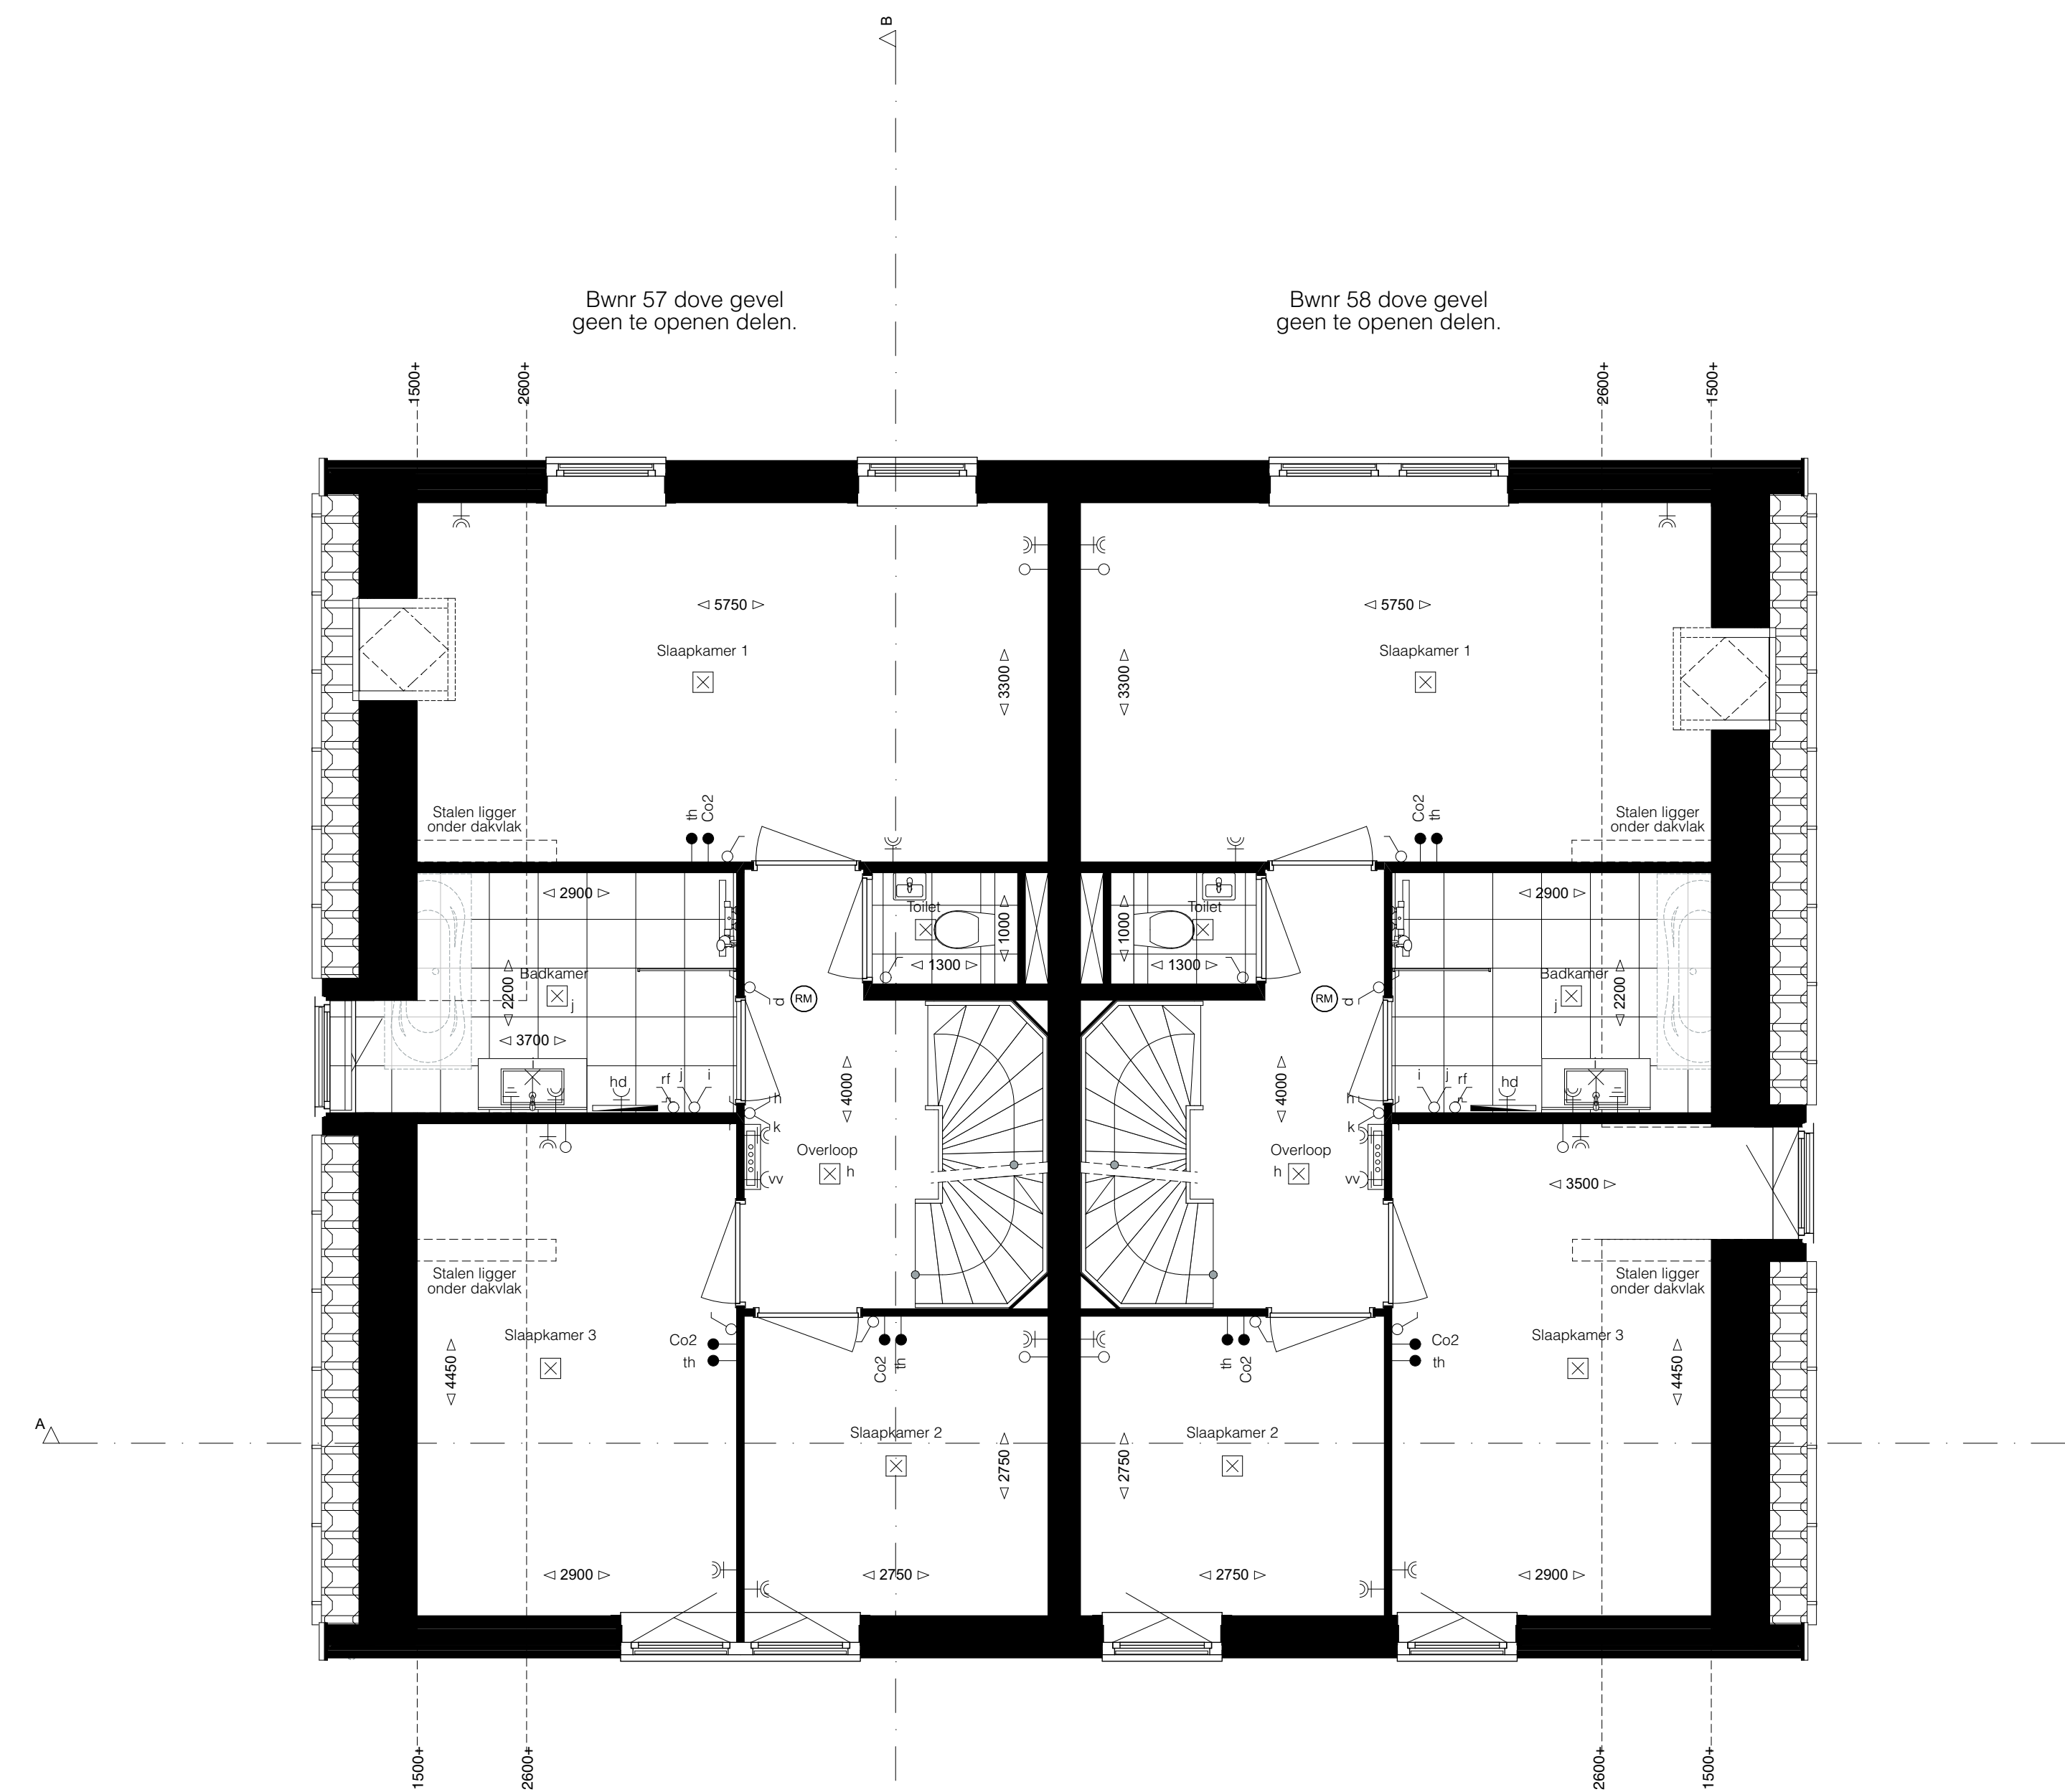 B
Bwnr 57 dove gevel
geen te openen delen.
Bwnr 58 dove gevel
geen te openen delen.
1500+
2600+
2600+
1500+
5750
5750
Slaapkamer 1
Slaapkamer 1
3300
3300
Stalen ligger
onder dakvlak
th
Co2
Co2
th
Stalen ligger
onder dakvlak
2900
Toilet
1000
1000
Toilet
2900
1300
1300
Badkamer
j
2200
d
RM
RM
d
Badkamer
j
2200
3700
i
hd
rf
j
i
h
k
4000
4000
h
k
i
j
rf
hd
i
Overloop
h
vv
Overloop
h
vv
3500
Stalen ligger
onder dakvlak
Stalen ligger
onder dakvlak
Slaapkamer 3
Co2
th
Co2
th
th
Co2
Co2
th
Slaapkamer 3
4450
4450
A
Slaapkamer 2
Slaapkamer 2
2750
2750
2900
2750
2750
2900
1500+
2600+
2600+
1500+